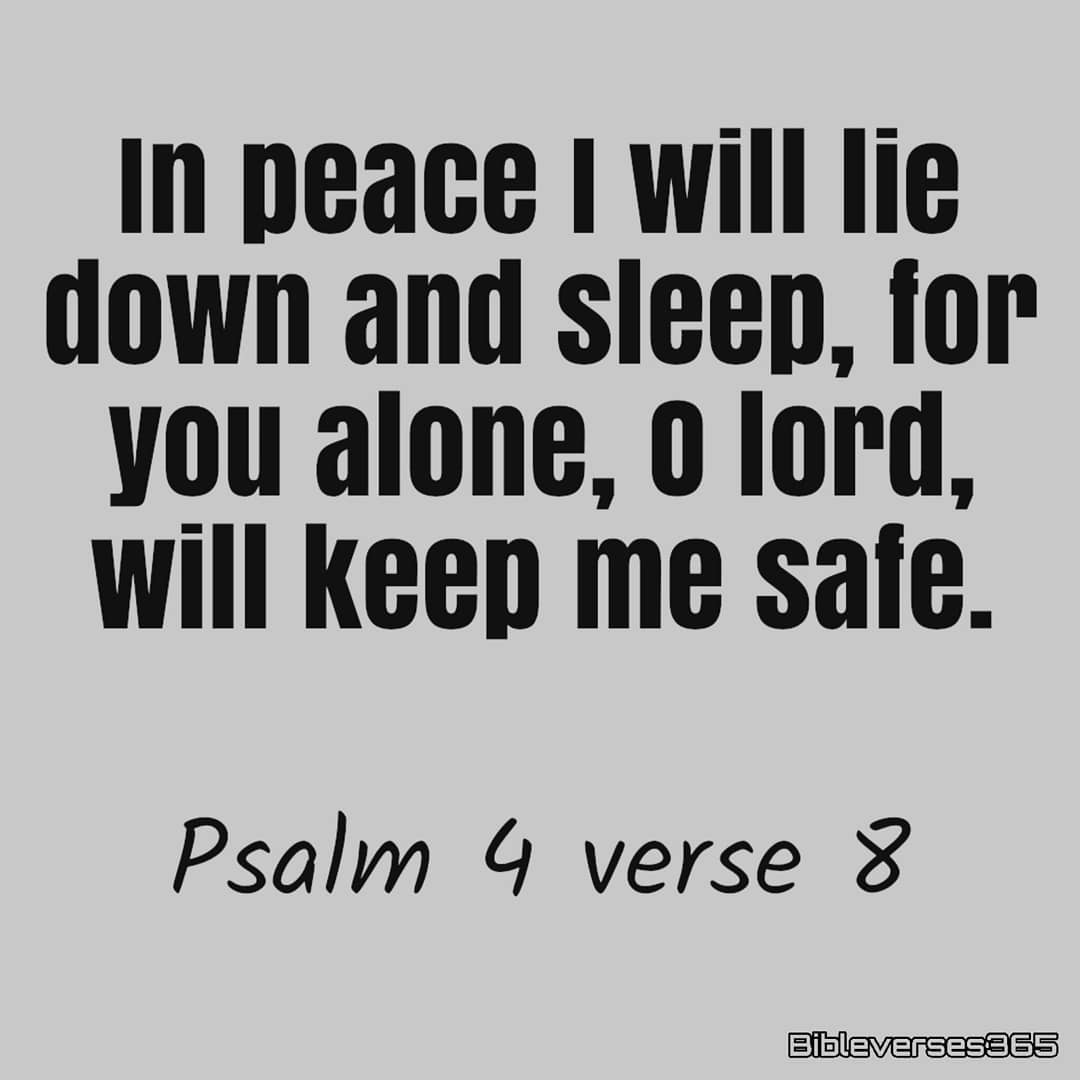 In peace I will lie
down and sleep, for
you alone, O lord,
will keep me safe.
Psalm 4 verse 8
Bibleverses365